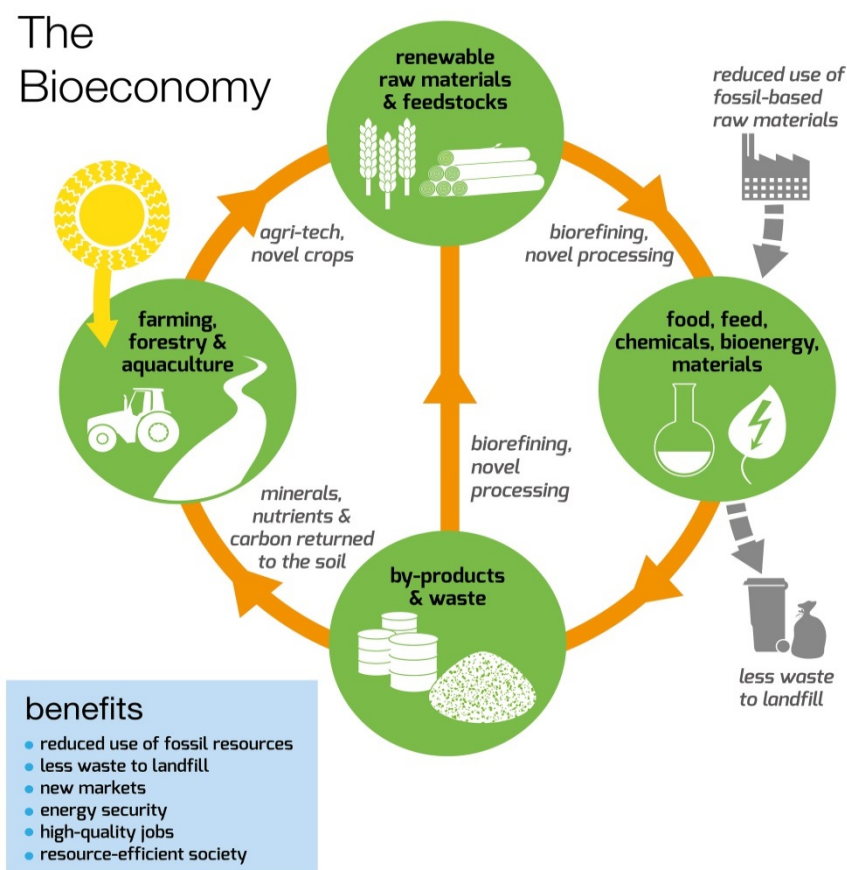 The
Bioeconomy
renewable
raw materials
& feedstocks
reduced use of
fossil-based
raw materials
agri-tech,
novel crops
biorefining,
novel processing
farming,
forestry &
aquaculture
food, feed,
chemicals, bioenergy,
materials
biorefining,
novel
processing
minerals,
nutrients &
carbon returned
to the soil
by-products
& waste
less waste
to landfill
benefits
• reduced use of fossil resources
• less waste to landfill
• new markets
• energy security
• high-quality jobs
• resource-efficient society